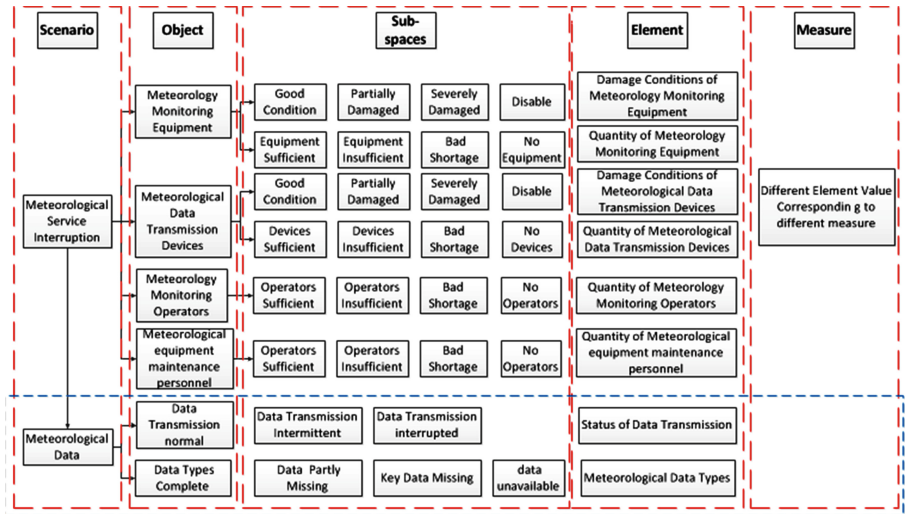 Scenario
Object
Sub-
spaces
Element
Measure
Meteorological
Service
Interruption
Meteorology
Monitoring
Equipment
Good
Condition
Partially
Damaged
Severely
Damaged
Disable
Damage Conditions of
Meteorology Monitoring
Equipment
Equipment
Sufficient
Equipment
Insufficient
Bad
Shortage
No
Equipment
Quantity of Meteorology
Monitoring Equipment
Meteorological
Data
Transmission
Devices
Good
Condition
Partially
Damaged
Severely
Damaged
Disable
Damage Conditions of
Meteorological Data
Transmission Devices
Devices
Sufficient
Devices
Insufficient
Bad
Shortage
No
Devices
Quantity of Meteorological
Data Transmission Devices
Different Element Value
Correspondin g to
different measure
Meteorology
Monitoring
Operators
Operators
Sufficient
Operators
Insufficient
Bad
Shortage
No
Operators
Quantity of Meteorology
Monitoring Operators
Meteorological
equipment
maintenance
personnel
Operators
Sufficient
Operators
Insufficient
Bad
Shortage
No
Operators
Quantity of Meteorological
equipment maintenance
personnel
Meteorological
Data
Data
Transmission
normal
Data Transmission
Intermittent
Data Transmission
interrupted
Status of Data Transmission
Data Types
Complete
Data Partly
Missing
Key Data Missing
data
unavailable
Meteorological Data Types